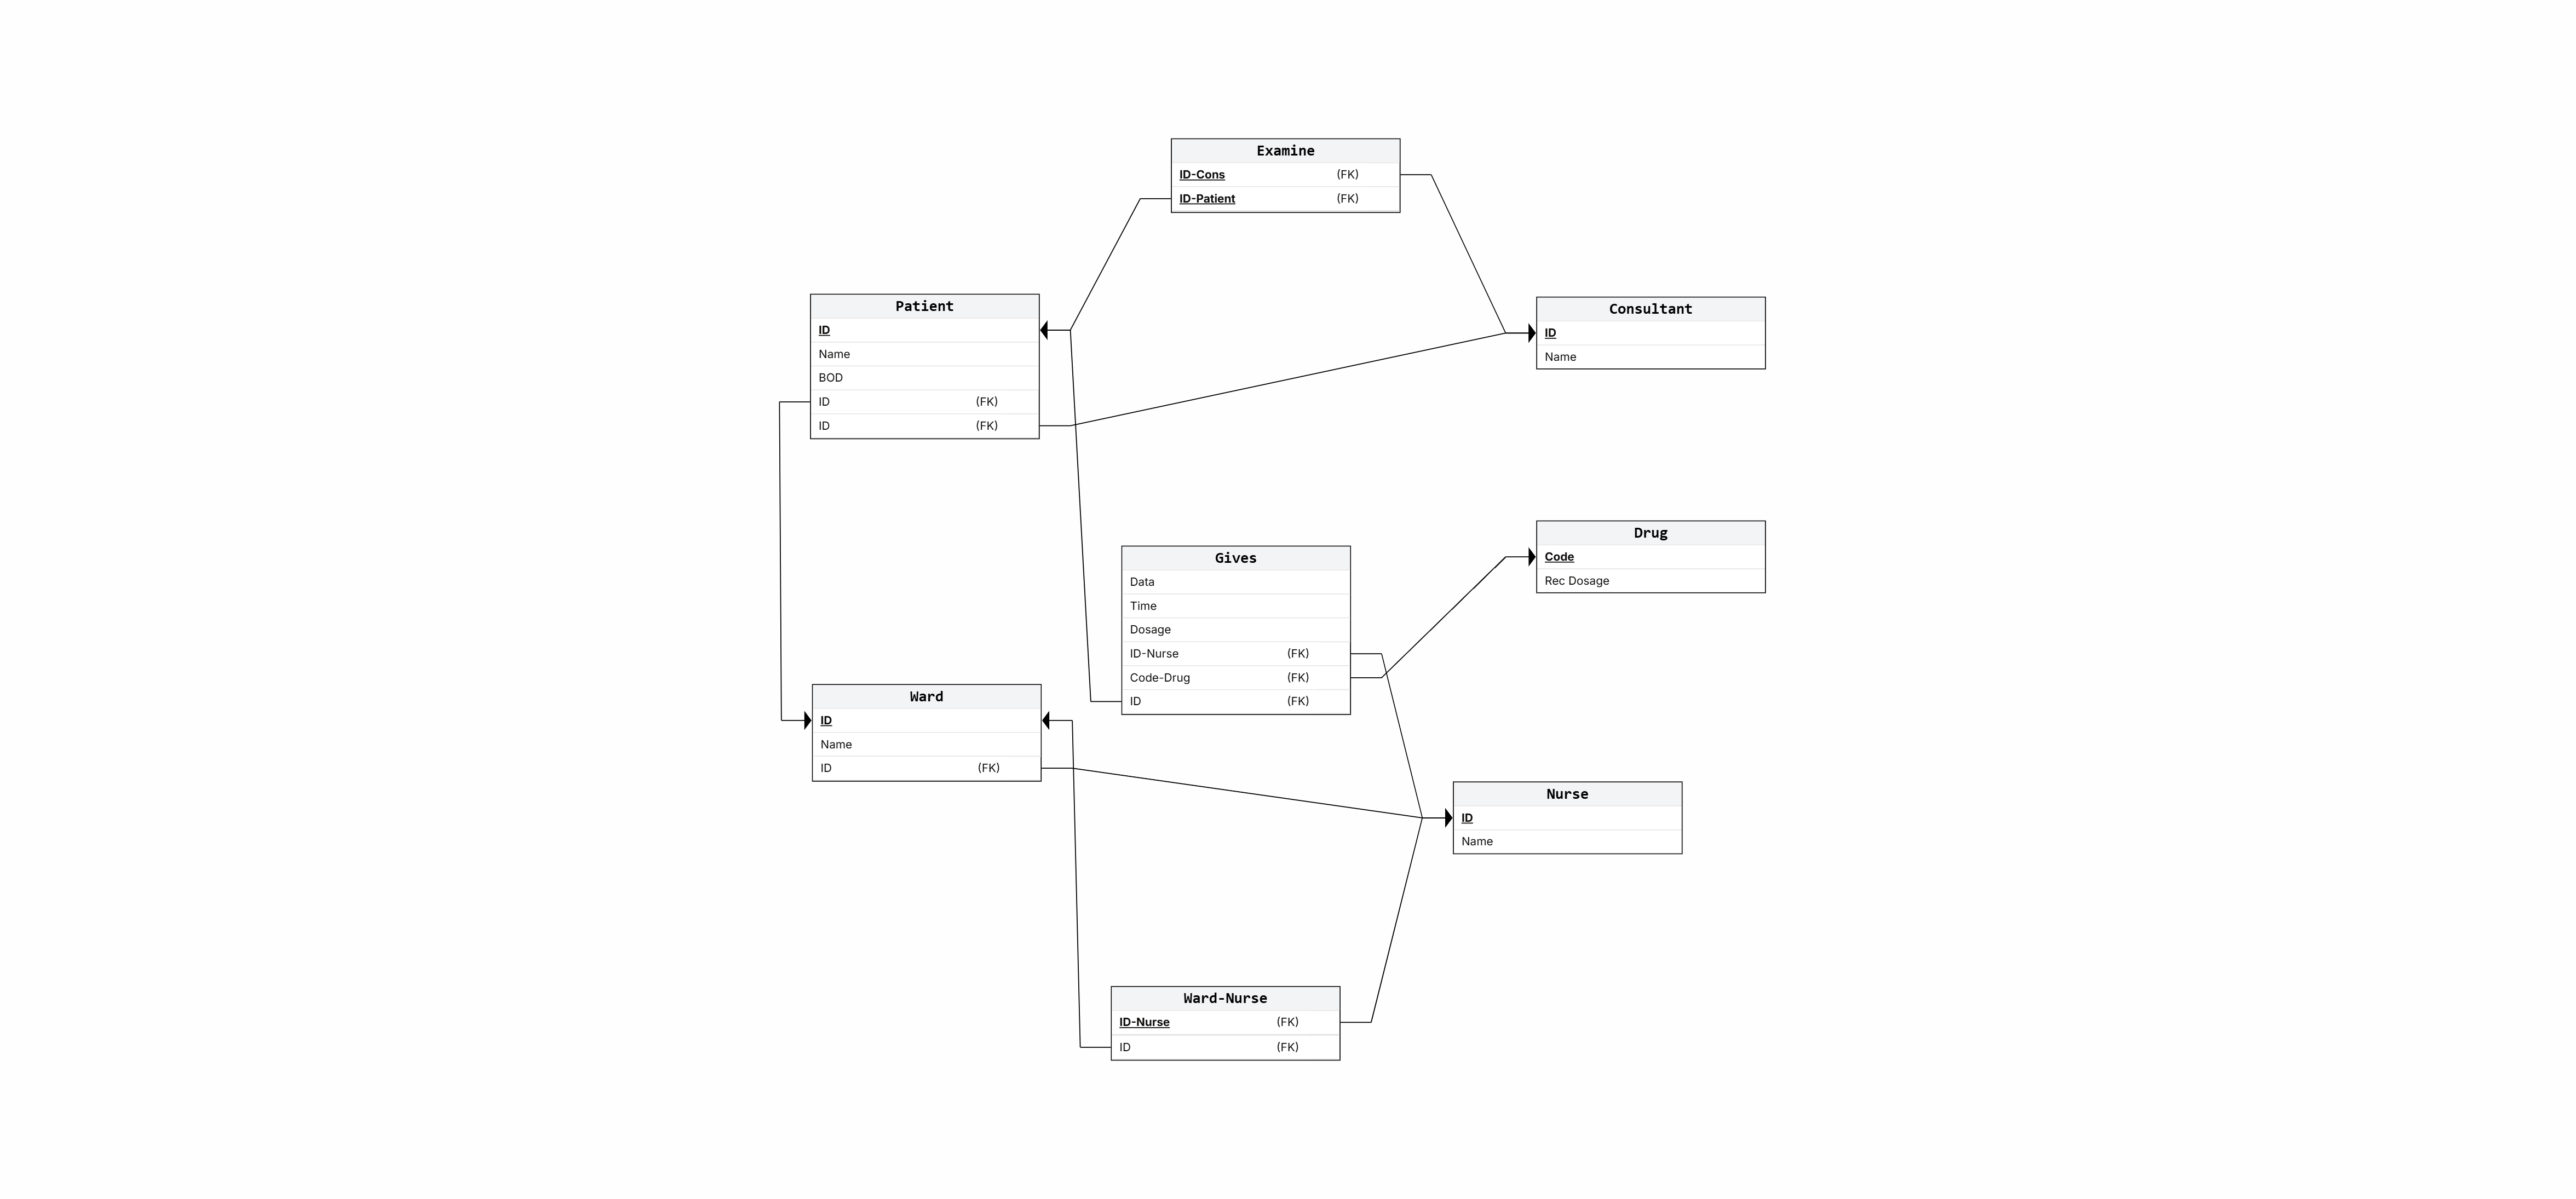 Examine
ID-Cons (FK)
ID-Patient (FK)
Patient
ID
Name
BOD
ID (FK)
ID (FK)
Consultant
ID
Name
Drug
Code
Rec Dosage
Gives
Data
Time
Dosage
ID-Nurse (FK)
Code-Drug (FK)
ID (FK)
Ward
ID
Name
ID (FK)
Nurse
ID
Name
Ward-Nurse
ID-Nurse (FK)
ID (FK)